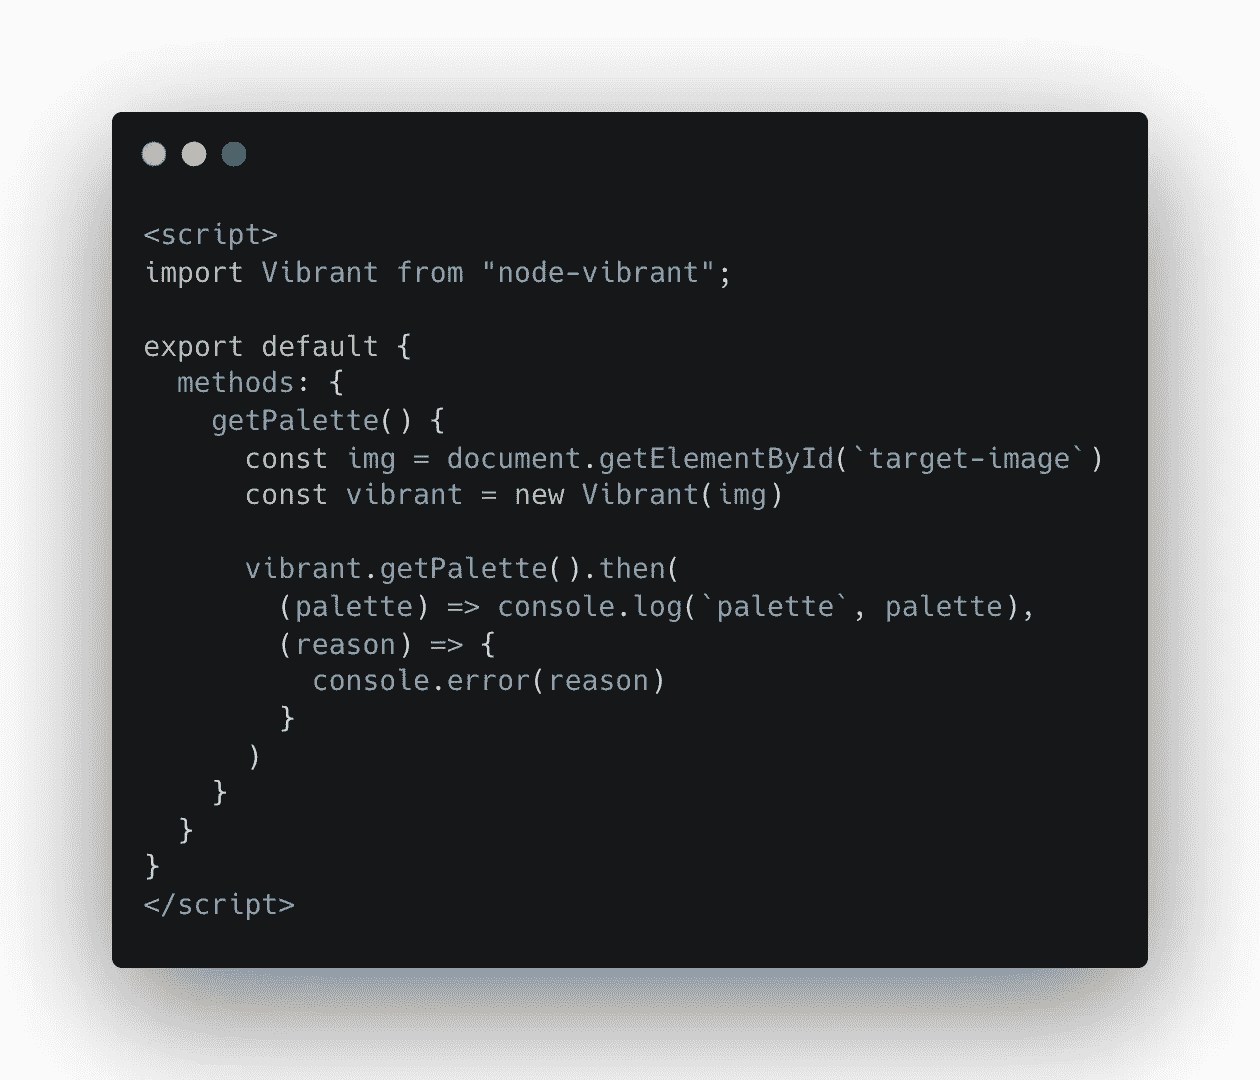 <script>
import Vibrant from "node-vibrant";

export default {
  methods: {
    getPalette() {
      const img = document.getElementById(`target-image`)
      const vibrant = new Vibrant(img)

      vibrant.getPalette().then(
        (palette) => console.log(`palette`, palette),
        (reason) => {
          console.error(reason)
        }
      )
    }
  }
}
</script>